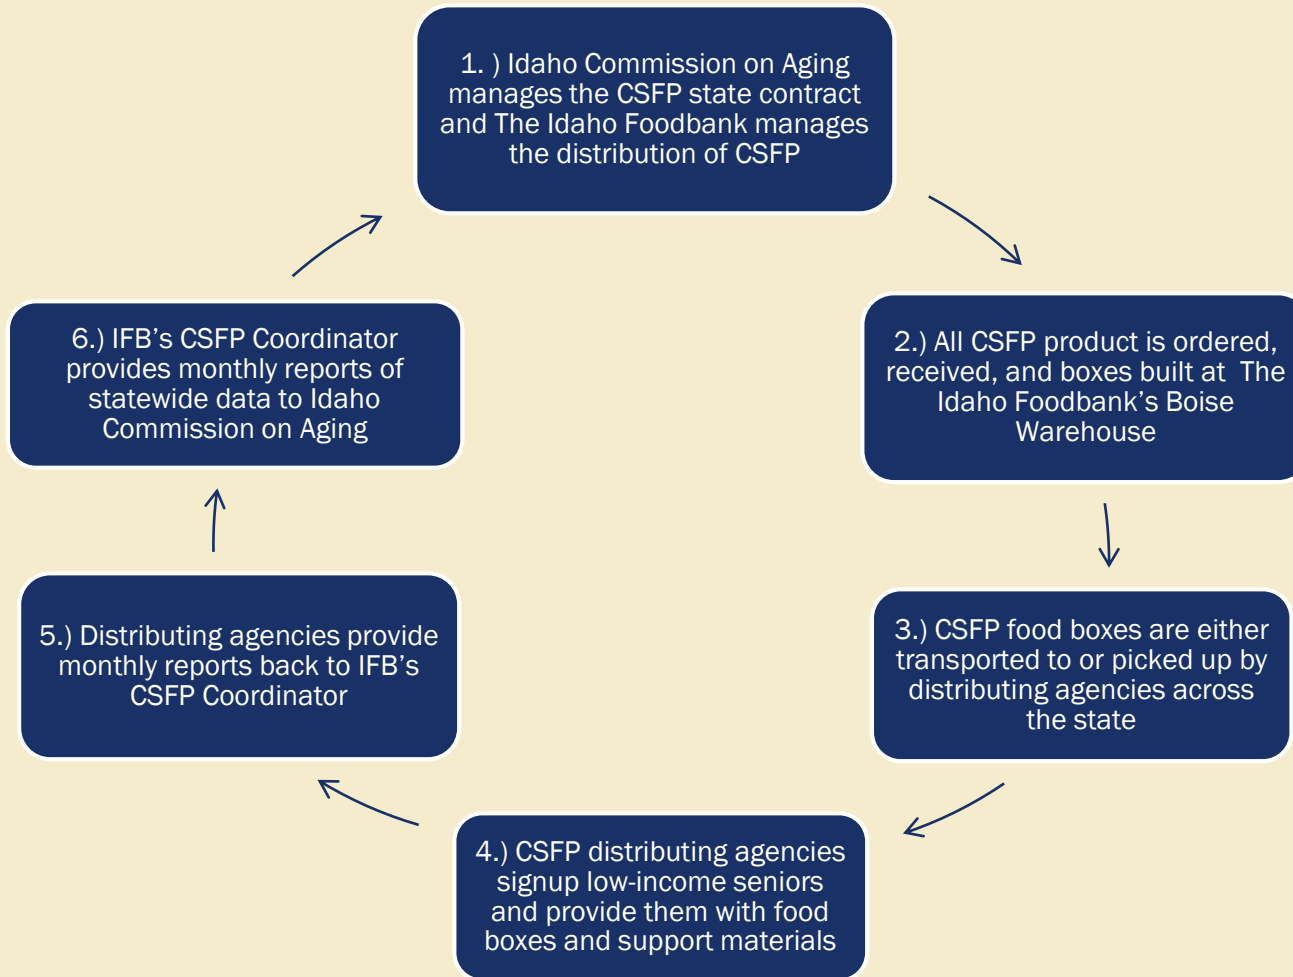 1. ) Idaho Commission on Aging
manages the CSFP state contract
and The Idaho Foodbank manages
the distribution of CSFP
2.) All CSFP product is ordered,
received, and boxes built at  The
Idaho Foodbank's Boise
Warehouse
3.) CSFP food boxes are either
transported to or picked up by
distributing agencies across
the state
4.) CSFP distributing agencies
signup low-income seniors
and provide them with food
boxes and support materials
5.) Distributing agencies provide
monthly reports back to IFB's
CSFP Coordinator
6.) IFB’s CSFP Coordinator
provides monthly reports of
statewide data to Idaho
Commission on Aging